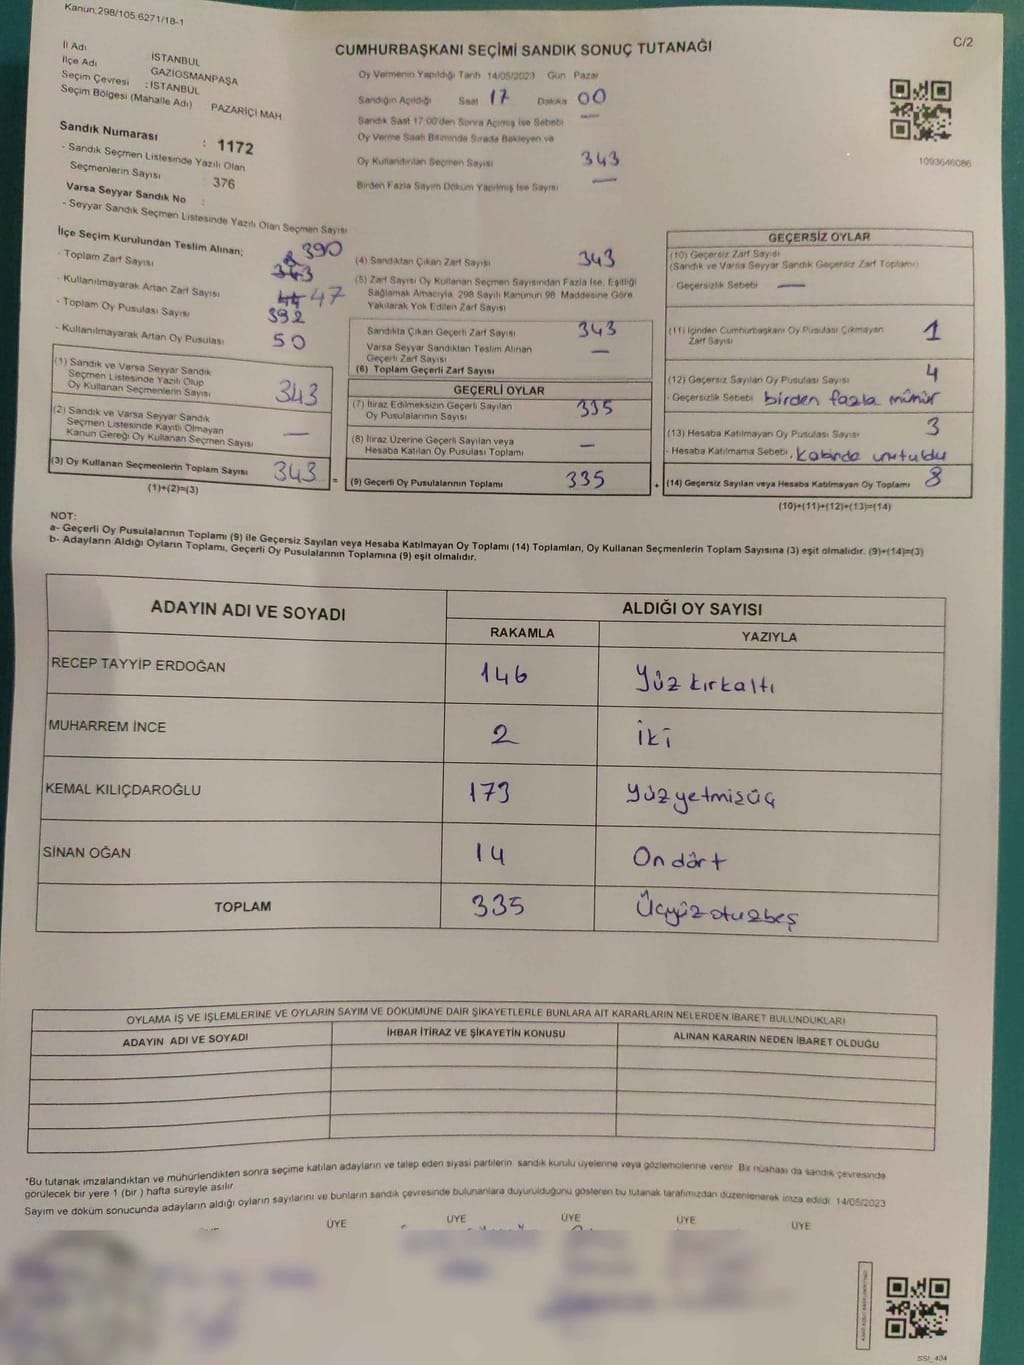 Kanun;298/105;6271/18-1
C/2
CUMHURBAŞKANI SEÇİMİ SANDIK SONUÇ TUTANAĞI
İl Adı İSTANBUL
İlçe Adı GAZİOSMANPAŞA
Seçim Çevresi : İSTANBUL
Seçim Bölgesi (Mahalle Adı) PAZARİÇİ MAH
Sandık Numarası : 1172
- Sandık Seçmen Listesinde Yazılı Olan
Seçmenlerin Sayısı : 376
Varsa Seyyar Sandık No :
- Seyyar Sandık Seçmen Listesinde Yazılı Olan Seçmen Sayısı
Oy Vermenin Yapıldığı Tarih 14/05/2023 Gün Pazar
Sandığın Açıldığı Saat 17 Dakika 00
Sandık Saat 17.00'den Sonra Açımış İse Sebebi —
Oy Verme Saati Bitiminde Sırada Bekleyen ve
Oy Kullandırılan Seçmen Sayısı 343
Birden Fazla Sayım Döküm Yapılmış İse Sayısı —
1093646086
İlçe Seçim Kurulundan Teslim Alınan;
- Toplam Zarf Sayısı 390
343
- Kullanılmayarak Artan Zarf Sayısı 44 47
- Toplam Oy Pusulası Sayısı 392
- Kullanılmayarak Artan Oy Pusulası 50
(1) Sandık ve Varsa Seyyar Sandık
Seçmen Listesinde Yazılı Olup
Oy Kullanan Seçmenlerin Sayısı 343
(2) Sandık ve Varsa Seyyar Sandık
Seçmen Listesinde Kayıtlı Olmayan
Kanun Gereği Oy Kullanan Seçmen Sayısı —
(3) Oy Kullanan Seçmenlerin Toplam Sayısı 343 =
(1)+(2)=(3)
(4) Sandıktan Çıkan Zarf Sayısı 343
(5) Zarf Sayısı Oy Kullanan Seçmen Sayısından Fazla İse, Eşitliği
Sağlamak Amacıyla, 298 Sayılı Kanunun 98. Maddesine Göre
Yakılarak Yok Edilen Zarf Sayısı
Sandıkta Çıkan Geçerli Zarf Sayısı 343
Varsa Seyyar Sandıktan Teslim Alınan
Geçerli Zarf Sayısı —
(6) Toplam Geçerli Zarf Sayısı
GEÇERLİ OYLAR
(7) İtiraz Edilmeksizin Geçerli Sayılan
Oy Pusulalarının Sayısı 335
(8) İtiraz Üzerine Geçerli Sayılan veya
Hesaba Katılan Oy Pusulası Toplamı —
(9) Geçerli Oy Pusulalarının Toplamı 335 +
GEÇERSİZ OYLAR
(10) Geçersiz Zarf Sayısı
(Sandık ve Varsa Seyyar Sandık Geçersiz Zarf Toplamı)
- Geçersizlik Sebebi —
(11) İçinden Cumhurbaşkanı Oy Pusulası Çıkmayan
Zarf Sayısı 1
(12) Geçersiz Sayılan Oy Pusulası Sayısı 4
- Geçersizlik Sebebi birden fazla mühür
(13) Hesaba Katılmayan Oy Pusulası Sayısı 3
- Hesaba Katılmama Sebebi . kabinde unutuldu
(14) Geçersiz Sayılan veya Hesaba Katılmayan Oy Toplamı 8
(10)+(11)+(12)+(13)=(14)
NOT:
a- Geçerli Oy Pusulalarının Toplamı (9) ile Geçersiz Sayılan veya Hesaba Katılmayan Oy Toplamı (14) Toplamları, Oy Kullanan Seçmenlerin Toplam Sayısına (3) eşit olmalıdır. (9)+(14)=(3)
b- Adayların Aldığı Oyların Toplamı, Geçerli Oy Pusulalarının Toplamına (9) eşit olmalıdır.
ADAYIN ADI VE SOYADI ALDIĞI OY SAYISI
RAKAMLA YAZIYLA
RECEP TAYYİP ERDOĞAN 146 Yüz kırkaltı
MUHARREM İNCE 2 İki
KEMAL KILIÇDAROĞLU 173 Yüzyetmişüç
SİNAN OĞAN 14 On dört
TOPLAM 335 Üçyüzotuzbeş
OYLAMA İŞ VE İŞLEMLERİNE VE OYLARIN SAYIM VE DÖKÜMÜNE DAİR ŞİKAYETLERLE BUNLARA AİT KARARLARIN NELERDEN İBARET BULUNDUKLARI
ADAYIN ADI VE SOYADI İHBAR İTİRAZ VE ŞİKAYETİN KONUSU ALINAN KARARIN NEDEN İBARET OLDUĞU
*Bu tutanak imzalandıktan ve mühürlendikten sonra seçime katılan adayların ve talep eden siyasi partilerin sandık kurulu üyelerine veya gözlemcilerine verilir. Bir nüshası da sandık çevresinde
görülecek bir yere 1 (bir) hafta süreyle asılır.
Sayım ve döküm sonucunda adayların aldığı oyların sayılarını ve bunların sandık çevresinde bulunanlara duyurulduğunu gösteren bu tutanak tarafımızdan düzenlenerek imza edildi. 14/05/2023
ÜYE ÜYE ÜYE ÜYE ÜYE
SSI_404